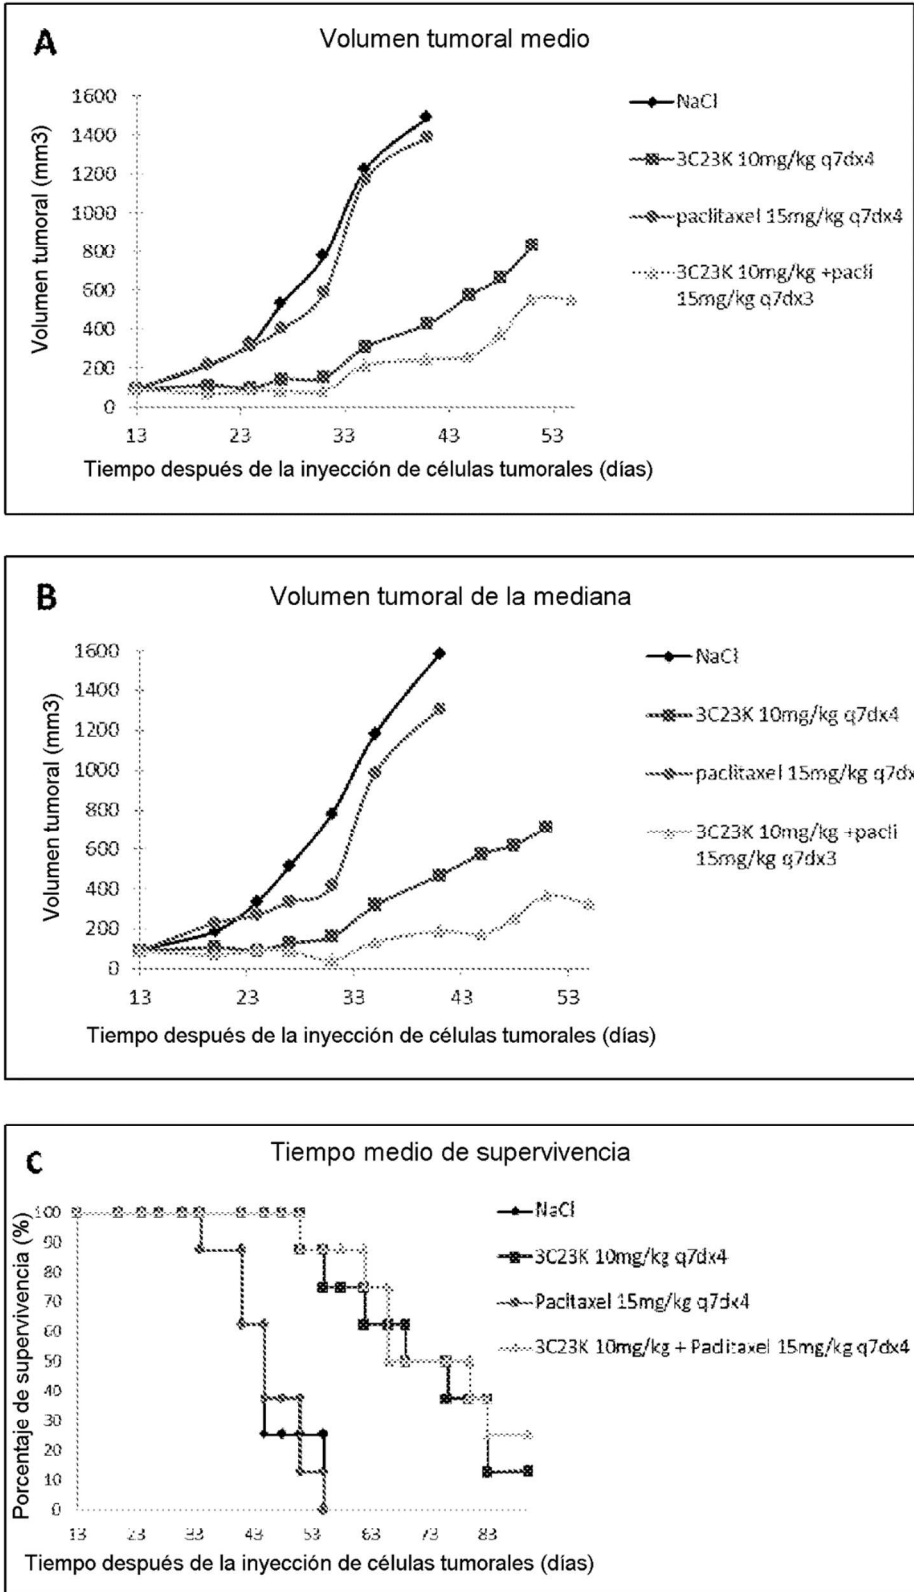 A
Volumen tumoral medio
Volumen tumoral (mm3)
1600
1400
1200
1000
800
600
400
200
0
13 23 33 43 53
Tiempo después de la inyección de células tumorales (días)
NaCl
3C23K 10mg/kg q7dx4
paclitaxel 15mg/kg q7dx4
3C23K 10mg/kg +pacli
15mg/kg q7dx3
B
Volumen tumoral de la mediana
Volumen tumoral (mm3)
1600
1400
1200
1000
800
600
400
200
0
13 23 33 43 53
Tiempo después de la inyección de células tumorales (días)
NaCl
3C23K 10mg/kg q7dx4
paclitaxel 15mg/kg q7dx
3C23K 10mg/kg +pacli
15mg/kg q7dx3
C
Tiempo medio de supervivencia
Porcentaje de supervivencia (%)
100
90
80
70
60
50
40
30
20
10
0
13 23 33 43 53 63 73 83
Tiempo después de la inyección de células tumorales (días)
NaCl
3C23K 10mg/kg q7dx4
Pacitaxel 15mg/kg q7dx4
3C23K 10mg/kg + Paditaxel 15mg/kg q7dx4